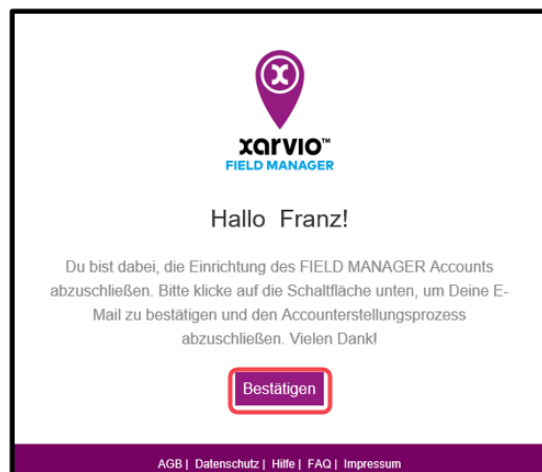 xarvio™
FIELD MANAGER
Hallo Franz!
Du bist dabei, die Einrichtung des FIELD MANAGER Accounts
abzuschließen. Bitte klicke auf die Schaltfläche unten, um Deine E-
Mail zu bestätigen und den Accounterstellungsprozess
abzuschließen. Vielen Dank!
Bestätigen
AGB | Datenschutz | Hilfe | FAQ | Impressum